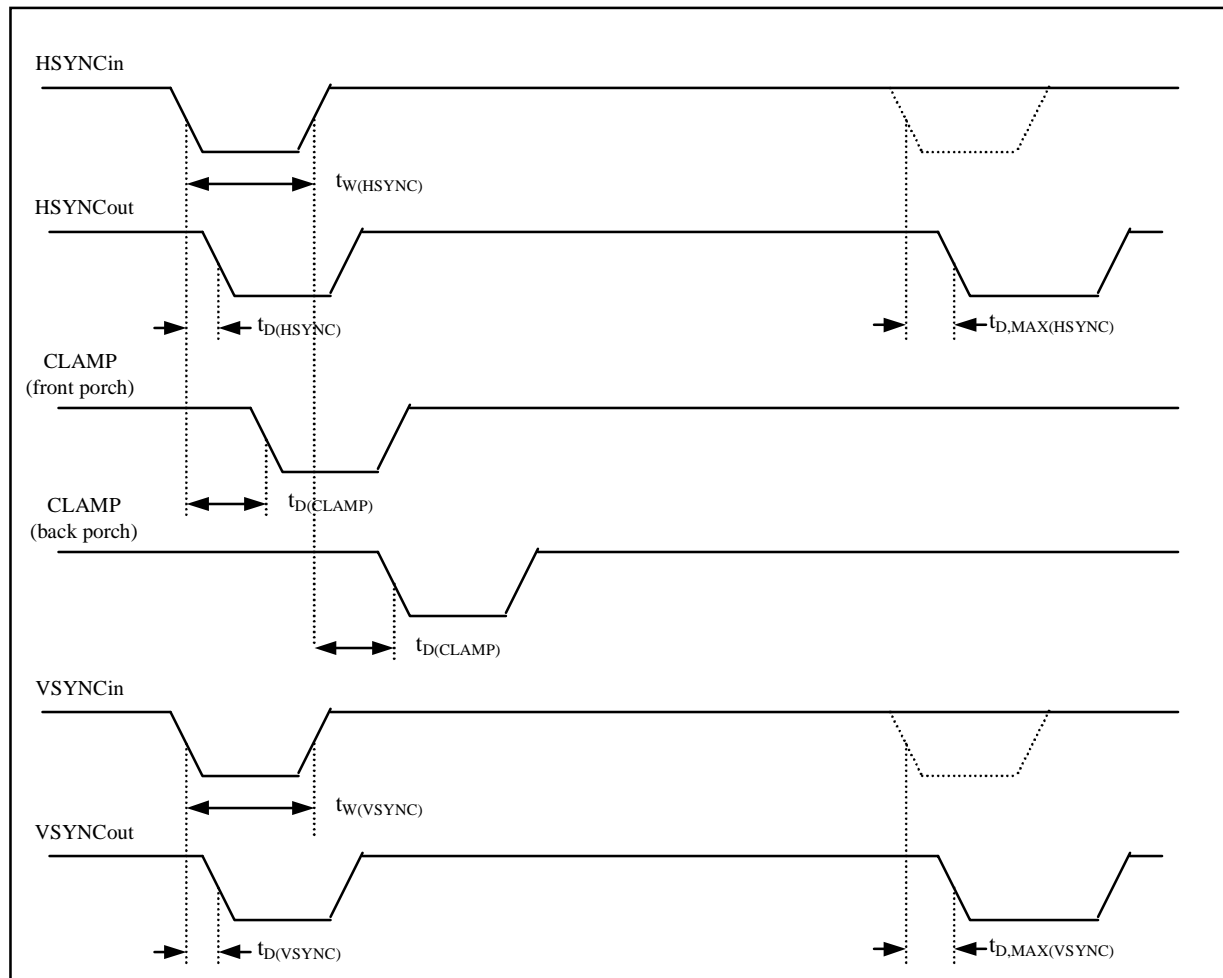 HSYNCin
tW(HSYNC)
HSYNCout
tD(HSYNC)
tD,MAX(HSYNC)
CLAMP
(front porch)
tD(CLAMP)
CLAMP
(back porch)
tD(CLAMP)
VSYNCin
tW(VSYNC)
VSYNCout
tD(VSYNC)
tD,MAX(VSYNC)